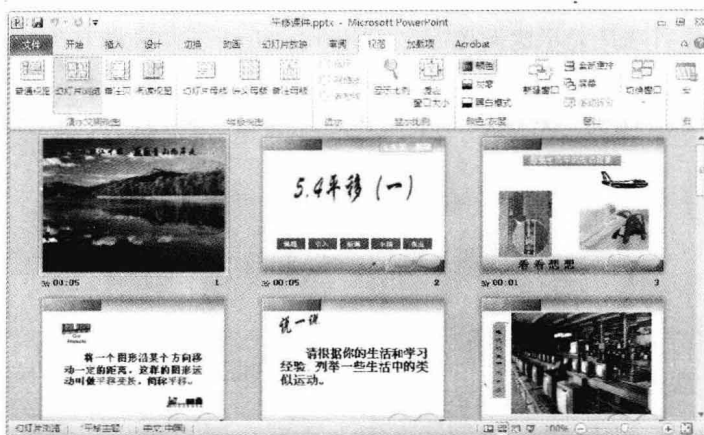 平移课件.pptx - Microsoft PowerPoint
文件 开始 插入 设计 切换 动画 幻灯片放映 审阅 视图 加载项 Acrobat
普通视图 幻灯片浏览 备注页 阅读视图 幻灯片母版 讲义母版 备注母版
显示比例 适应
窗口大小
颜色
灰度
黑白模式
新建窗口
全部重排
切换窗口
演示文稿视图 母版视图 显示 显示比例 颜色/灰度 窗口
5.4平移（一）
看看想想
00:05 1
00:05 2
00:01 3
将一个图形沿某个方向移
动一定的距离，这样的图形运
动叫做平移变换，简称平移。
说一说
请根据你的生活和学习
经验，列举一些生活中的类
似运动。
幻灯片浏览 "平移主题" 中文(中国) 100%